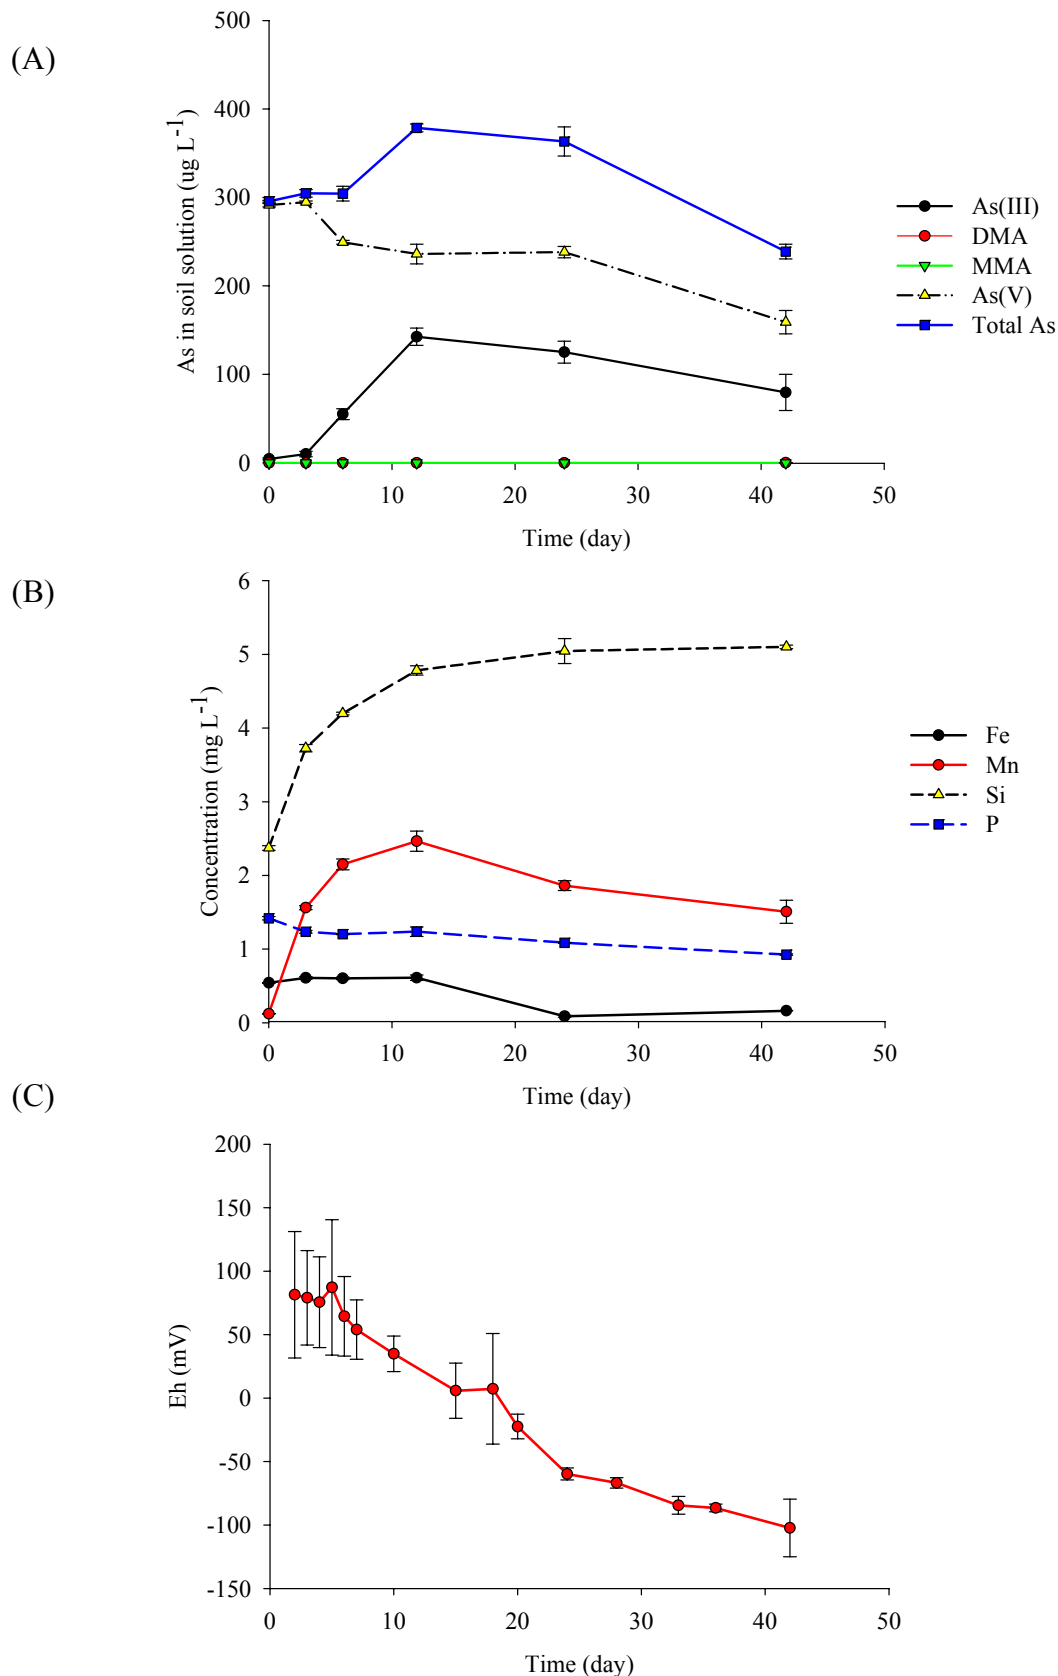 (A)
500
400
300
200
100
0
As in soil solution (ug L-1)
0 10 20 30 40 50
Time (day)
As(III)
DMA
MMA
As(V)
Total As
(B)
6
5
4
3
2
1
0
Concentration (mg L-1)
0 10 20 30 40 50
Time (day)
Fe
Mn
Si
P
(C)
200
150
100
50
0
-50
-100
-150
Eh (mV)
0 10 20 30 40 50
Time (day)